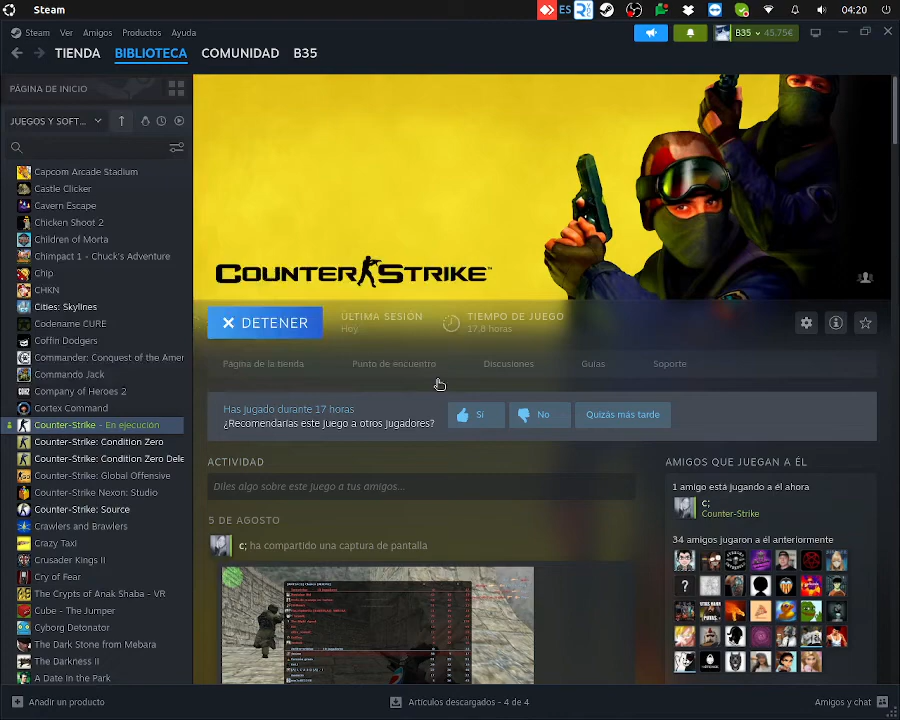 Steam
ES
04:20
Steam Ver Amigos Productos Ayuda
B35 45.75€
TIENDA BIBLIOTECA COMUNIDAD B35
PÁGINA DE INICIO
JUEGOS Y SOFT...
Capcom Arcade Stadium
Castle Clicker
Cavern Escape
Chicken Shoot 2
Children of Morta
Chimpact 1 - Chuck's Adventure
Chip
CHKN
Cities: Skylines
Codename CURE
Coffin Dodgers
Commander: Conquest of the Amer
Commando Jack
Company of Heroes 2
Cortex Command
Counter-Strike - En ejecución
Counter-Strike: Condition Zero
Counter-Strike: Condition Zero Dele
Counter-Strike: Global Offensive
Counter-Strike Nexon: Studio
Counter-Strike: Source
Crawlers and Brawlers
Crazy Taxi
Crusader Kings II
Cry of Fear
The Crypts of Anak Shaba - VR
Cube - The Jumper
Cyborg Detonator
The Dark Stone from Mebara
The Darkness II
A Date in the Park
COUNTER STRIKE
DETENER
ÚLTIMA SESIÓN
Hoy
TIEMPO DE JUEGO
17,8 horas
Página de la tienda Punto de encuentro Discusiones Guías Soporte
Has jugado durante 17 horas
¿Recomendarías este juego a otros jugadores?
Sí
No
Quizás más tarde
ACTIVIDAD
Diles algo sobre este juego a tus amigos...
5 DE AGOSTO
c; ha compartido una captura de pantalla
AMIGOS QUE JUEGAN A ÉL
1 amigo está jugando a él ahora
c;
Counter-Strike
34 amigos jugaron a él anteriormente
Añadir un producto
Artículos descargados - 4 de 4
Amigos y chat